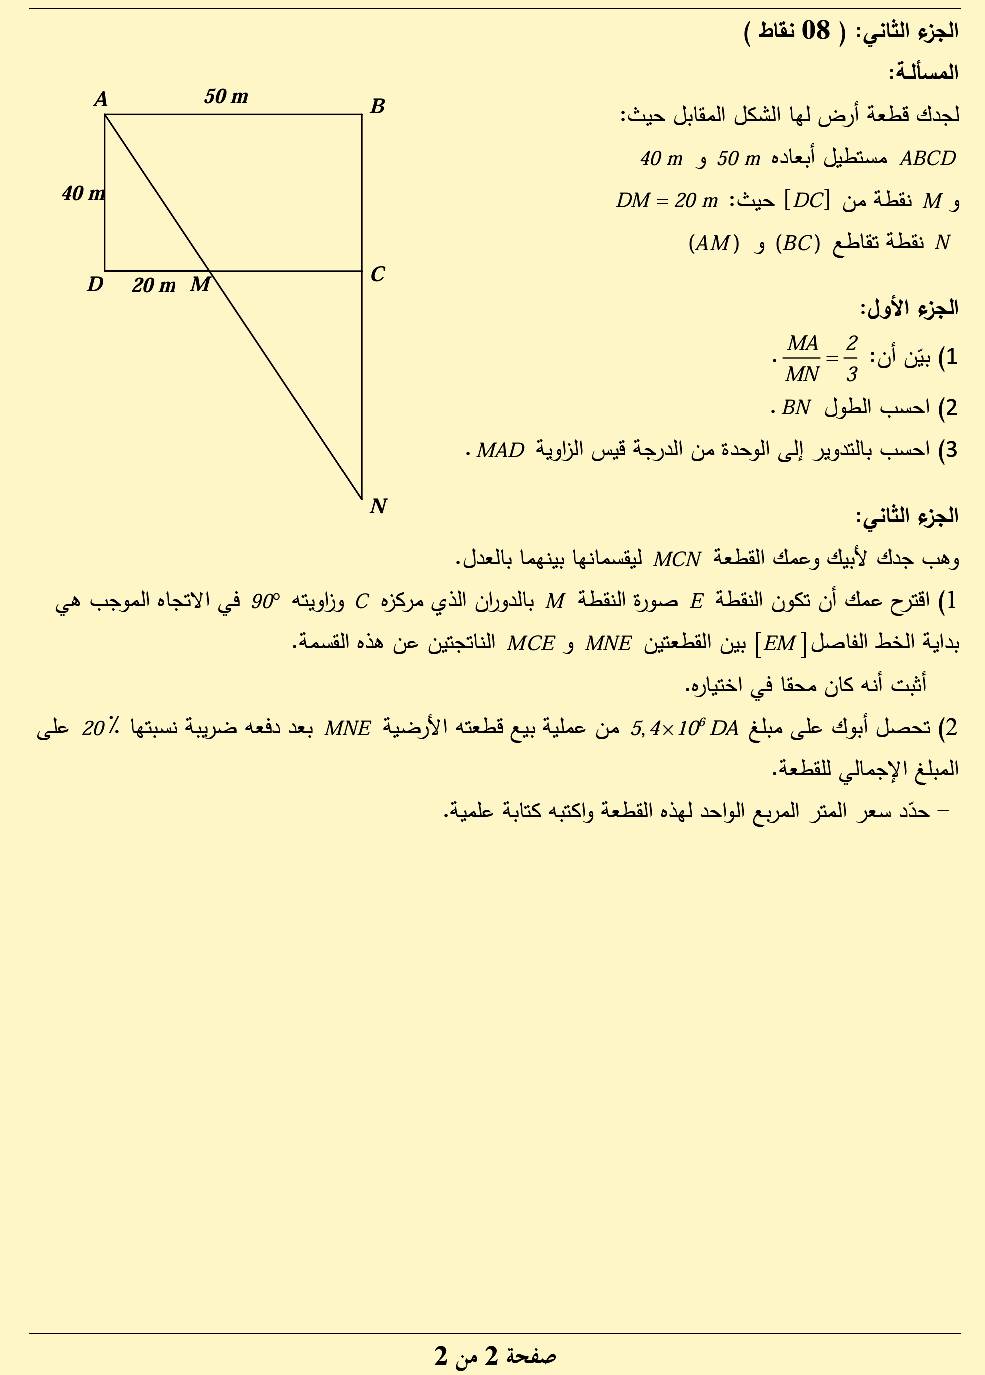 الجزء الثاني: ( 08 نقاط )
المسألة:
لجدك قطعة أرض لها الشكل المقابل حيث:
ABCD مستطيل أبعاده 50 m و 40 m
و M نقطة من [DC] حيث: DM = 20 m
N نقطة تقاطع (BC) و (AM)
A
50 m
B
40 m
D
20 m
M
C
N
الجزء الأول:
1) بيّن أن: MA/MN = 2/3 .
2) احسب الطول BN .
3) احسب بالتدوير إلى الوحدة من الدرجة قيس الزاوية MAD .
الجزء الثاني:
وهب جدك لأبيك وعمك القطعة MCN ليقسمانها بينهما بالعدل.
1) اقترح عمك أن تكون النقطة E صورة النقطة M بالدوران الذي مركزه C وزاويته 90° في الاتجاه الموجب هي
بداية الخط الفاصل [EM] بين القطعتين MNE و MCE الناتجتين عن هذه القسمة.
أثبت أنه كان محقا في اختياره.
2) تحصل أبوك على مبلغ 5,4×10⁶ DA من عملية بيع قطعته الأرضية MNE بعد دفعه ضريبة نسبتها 20٪ على
المبلغ الإجمالي للقطعة.
– حدّد سعر المتر المربع الواحد لهذه القطعة واكتبه كتابة علمية.
صفحة 2 من 2